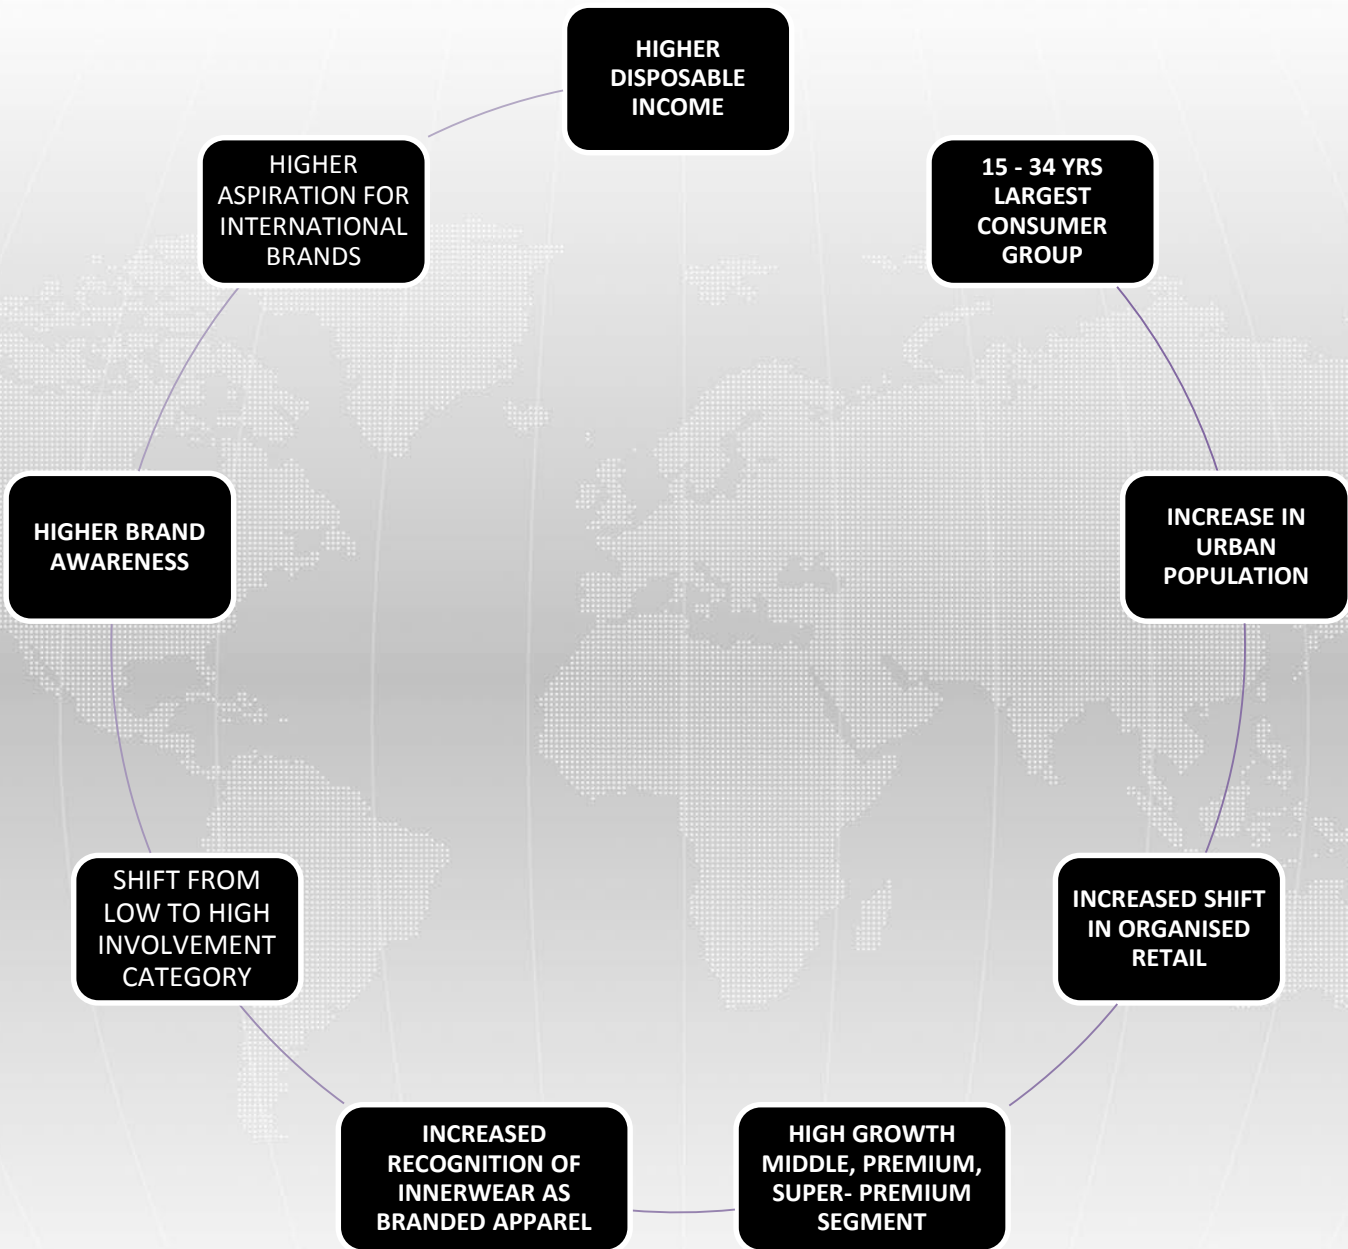 HIGHER
DISPOSABLE
INCOME
15 - 34 YRS
LARGEST
CONSUMER
GROUP
INCREASE IN
URBAN
POPULATION
INCREASED SHIFT
IN ORGANISED
RETAIL
HIGH GROWTH
MIDDLE, PREMIUM,
SUPER- PREMIUM
SEGMENT
INCREASED
RECOGNITION OF
INNERWEAR AS
BRANDED APPAREL
SHIFT FROM
LOW TO HIGH
INVOLVEMENT
CATEGORY
HIGHER BRAND
AWARENESS
HIGHER
ASPIRATION FOR
INTERNATIONAL
BRANDS